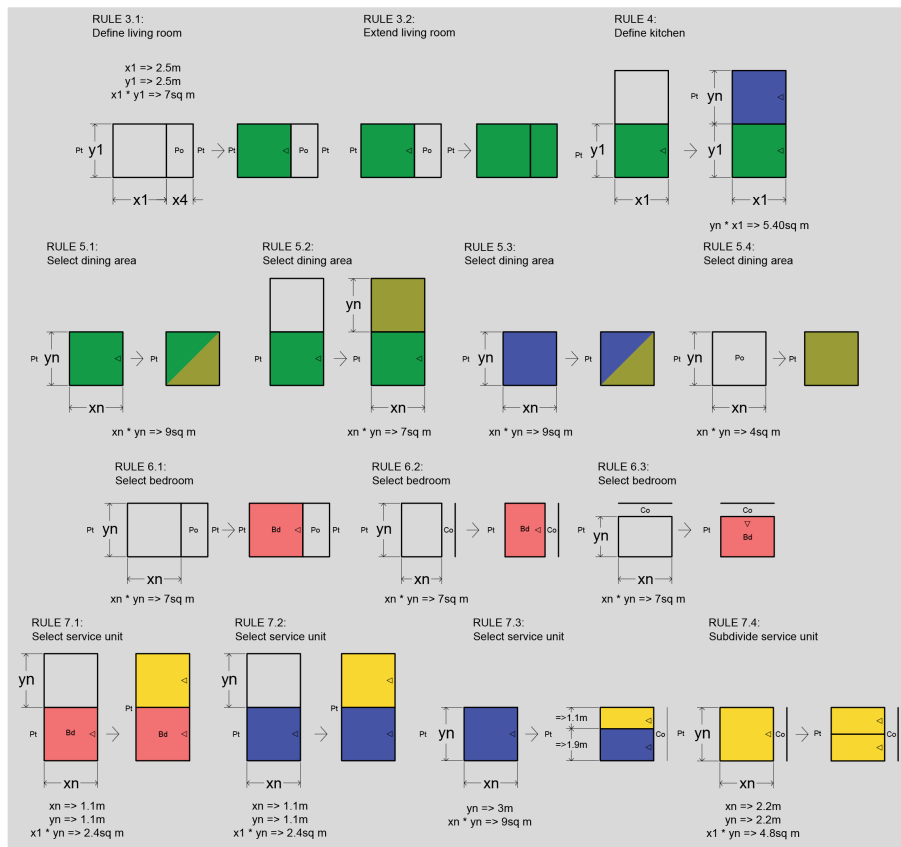 RULE 3.1:
Define living room
x1 => 2.5m
y1 => 2.5m
x1 * y1 => 7sq m
Pt y1 Po Pt Pt Po Pt
x1 x4
RULE 3.2:
Extend living room
Pt Po Pt Pt
RULE 4:
Define kitchen
Pt yn
Pt y1 y1
x1 x1
yn * x1 => 5.40sq m
RULE 5.1:
Select dining area
Pt yn Pt
xn
xn * yn => 9sq m
RULE 5.2:
Select dining area
yn
Pt Pt
xn * yn => 7sq m
RULE 5.3:
Select dining area
Pt yn Pt
xn
xn * yn => 9sq m
RULE 5.4:
Select dining area
Pt yn Po Pt
xn
xn * yn => 4sq m
RULE 6.1:
Select bedroom
Pt yn Po Pt Pt Bd Po Pt
xn
xn * yn => 7sq m
RULE 6.2:
Select bedroom
Pt yn Co Pt Bd Co
xn
xn * yn => 7sq m
RULE 6.3:
Select bedroom
Co Co
Pt yn Pt Bd
xn
xn * yn => 7sq m
RULE 7.1:
Select service unit
yn
Pt
Pt Bd Bd
xn
xn => 1.1m
yn => 1.1m
x1 * yn => 2.4sq m
RULE 7.2:
Select service unit
yn
Pt
Pt
xn
xn => 1.1m
yn => 1.1m
x1 * yn => 2.4sq m
RULE 7.3:
Select service unit
Pt yn Pt =>1.1m
=>1.9m Co
xn
yn => 3m
xn * yn => 9sq m
RULE 7.4:
Subdivide service unit
Pt yn Co Pt Co
xn
xn => 2.2m
yn => 2.2m
x1 * yn => 4.8sq m